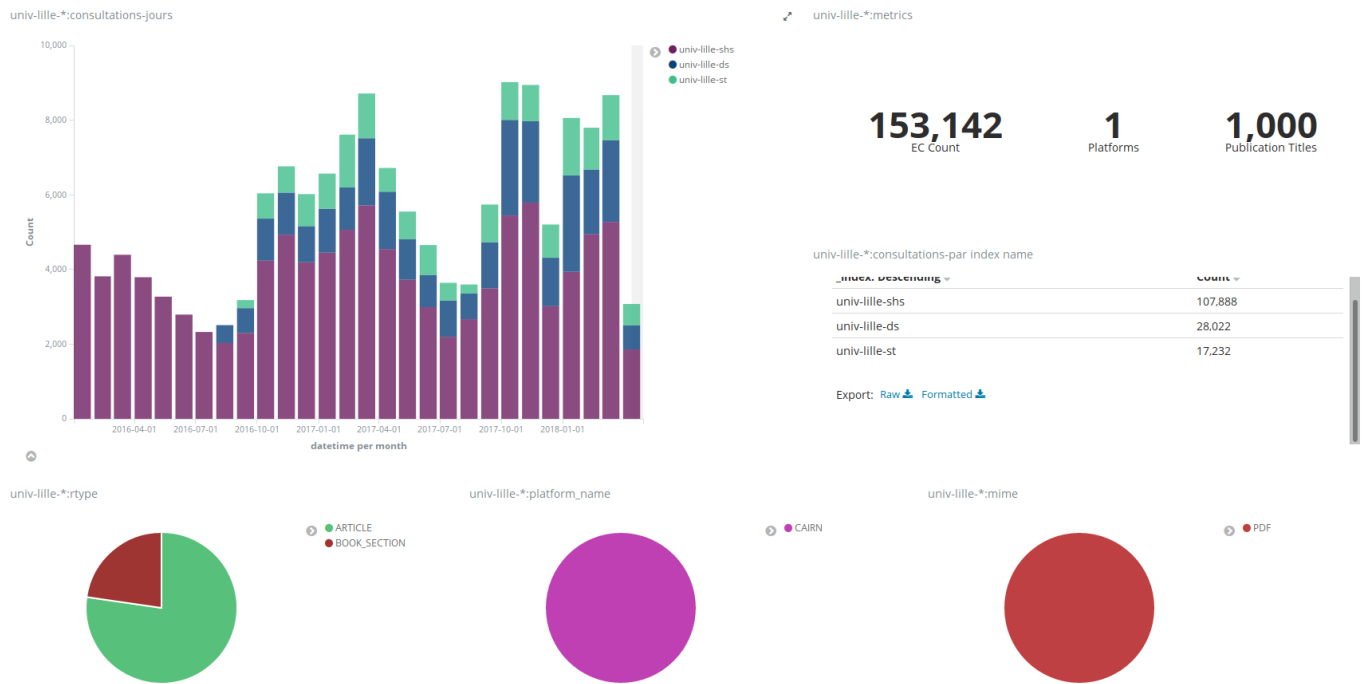 univ-lille-*:consultations-jours
10,000
8,000
6,000
4,000
2,000
0
Count
2016-04-01 2016-07-01 2016-10-01 2017-01-01 2017-04-01 2017-07-01 2017-10-01 2018-01-01
datetime per month
univ-lille-shs
univ-lille-ds
univ-lille-st
univ-lille-*:metrics
153,142 1 1,000
EC Count Platforms Publication Titles
univ-lille-*:consultations-par index name
_index: Descending Count
univ-lille-shs 107,888
univ-lille-ds 28,022
univ-lille-st 17,232
Export: Raw Formatted
univ-lille-*:rtype
ARTICLE
BOOK_SECTION
univ-lille-*:platform_name
CAIRN
univ-lille-*:mime
PDF